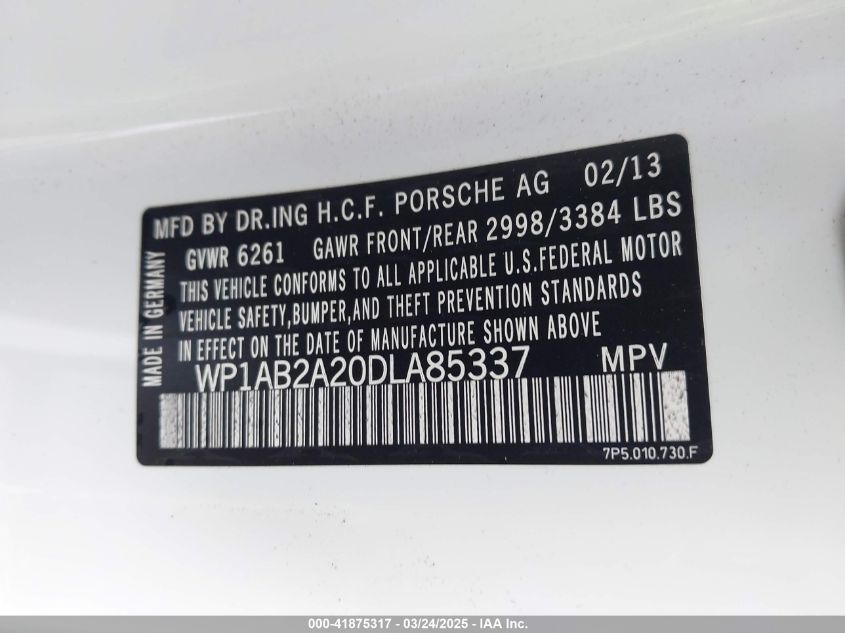 MFD BY DR.ING H.C.F. PORSCHE AG 02/13
GVWR 6261 GAWR FRONT/REAR 2998/3384 LBS
THIS VEHICLE CONFORMS TO ALL APPLICABLE U.S.FEDERAL MOTOR
VEHICLE SAFETY,BUMPER,AND THEFT PREVENTION STANDARDS
IN EFFECT ON THE DATE OF MANUFACTURE SHOWN ABOVE
WP1AB2A20DLA85337 MPV
7P5.010.730.F
MADE IN GERMANY
000-41875317 - 03/24/2025 - IAA Inc.